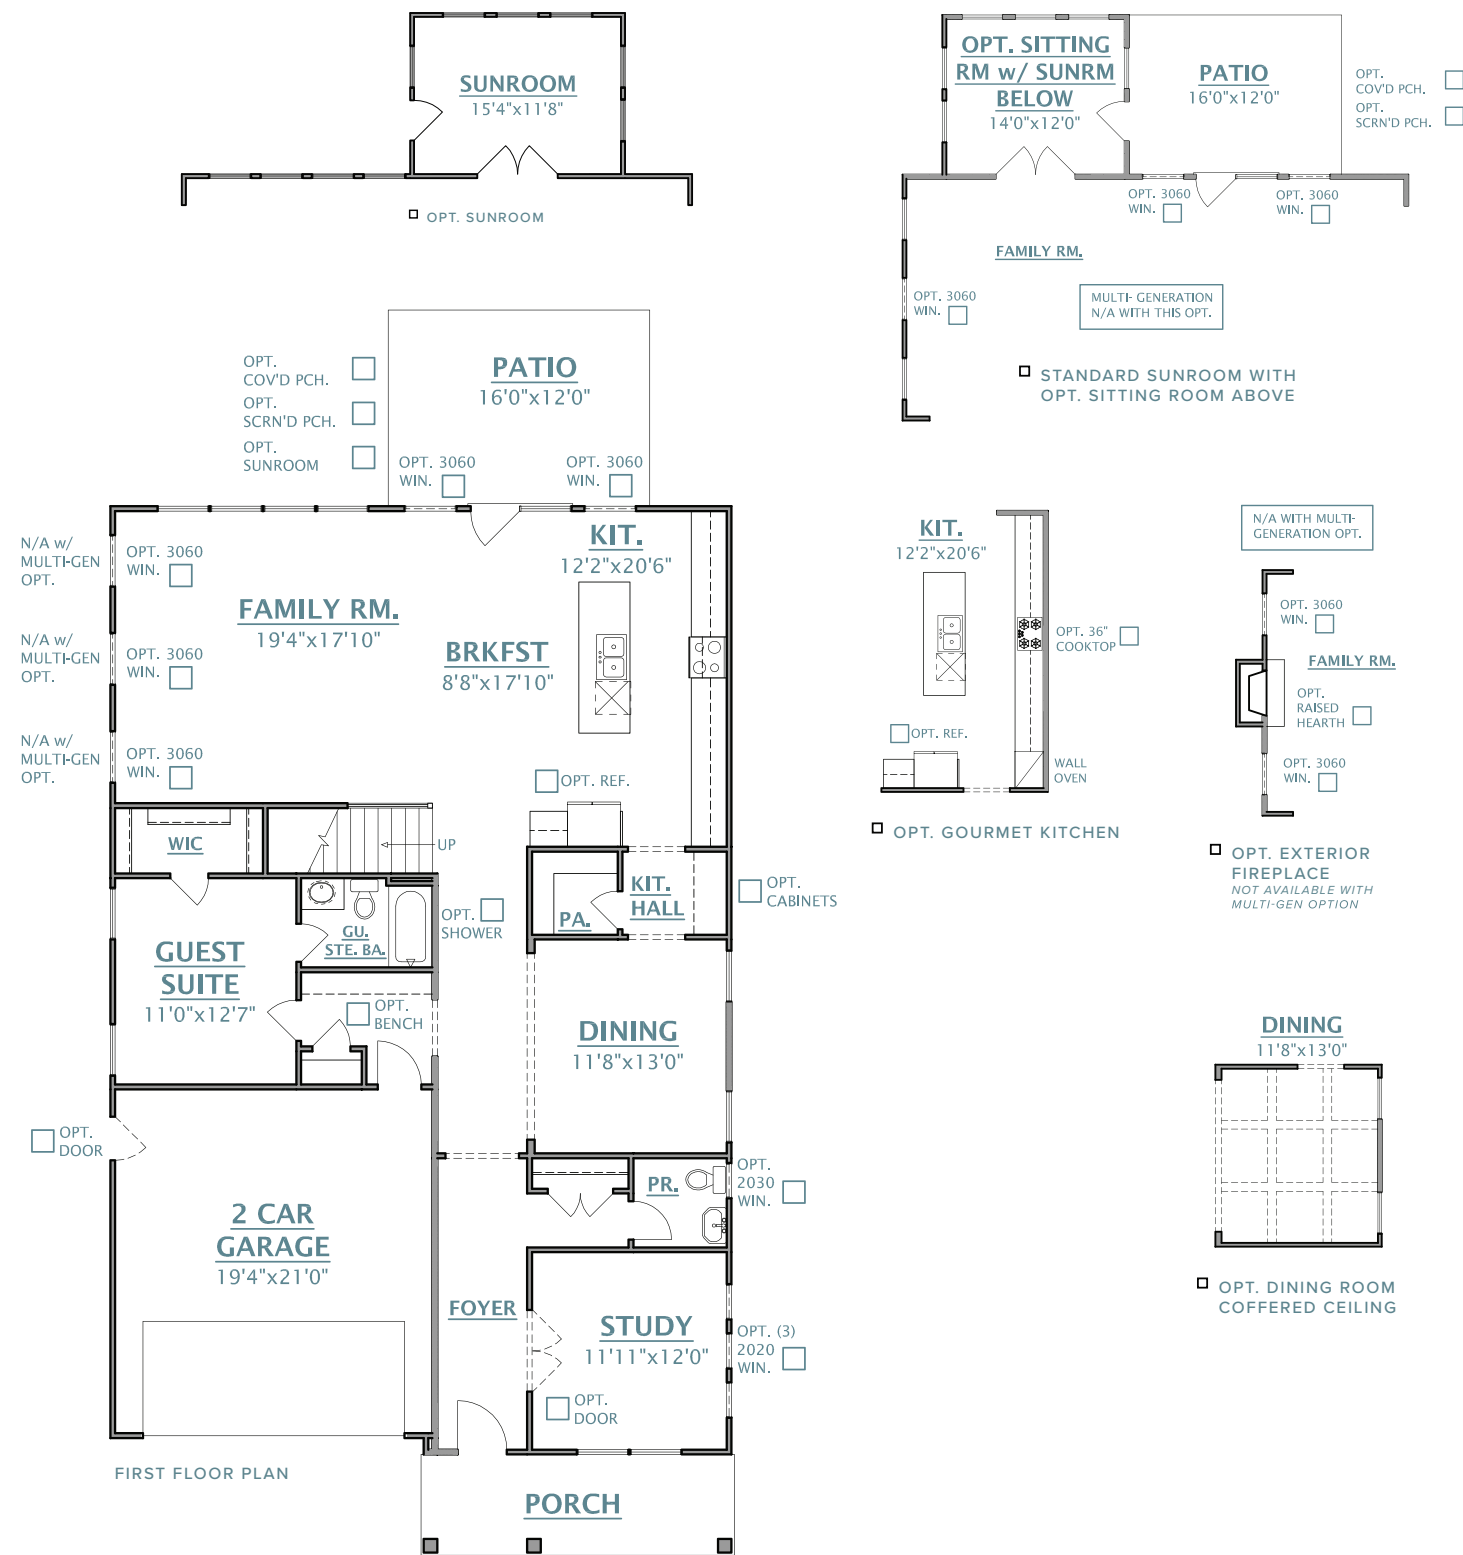 SUNROOM
15'4"x11'8"
OPT. SUNROOM
OPT. SITTING
RM w/ SUNRM
BELOW
14'0"x12'0"
PATIO
16'0"x12'0"
OPT.
COV'D PCH.
OPT.
SCRN'D PCH.
OPT. 3060
WIN.
OPT. 3060
WIN.
FAMILY RM.
OPT. 3060
WIN.
MULTI- GENERATION
N/A WITH THIS OPT.
STANDARD SUNROOM WITH
OPT. SITTING ROOM ABOVE
OPT.
COV'D PCH.
OPT.
SCRN'D PCH.
OPT.
SUNROOM
PATIO
16'0"x12'0"
OPT. 3060
WIN.
OPT. 3060
WIN.
N/A w/
MULTI-GEN
OPT.
OPT. 3060
WIN.
KIT.
12'2"x20'6"
FAMILY RM.
19'4"x17'10"
N/A w/
MULTI-GEN
OPT.
OPT. 3060
WIN.
BRKFST
8'8"x17'10"
N/A w/
MULTI-GEN
OPT.
OPT. 3060
WIN.
OPT. REF.
WIC
UP
PA.
KIT.
HALL
OPT.
CABINETS
GU.
STE. BA.
OPT.
SHOWER
GUEST
SUITE
11'0"x12'7"
OPT.
BENCH
DINING
11'8"x13'0"
OPT.
DOOR
PR.
OPT.
2030
WIN.
2 CAR
GARAGE
19'4"x21'0"
FOYER
STUDY
11'11"x12'0"
OPT. (3)
2020
WIN.
OPT.
DOOR
FIRST FLOOR PLAN
PORCH
KIT.
12'2"x20'6"
OPT. 36"
COOKTOP
OPT. REF.
WALL
OVEN
OPT. GOURMET KITCHEN
N/A WITH MULTI-
GENERATION OPT.
OPT. 3060
WIN.
FAMILY RM.
OPT.
RAISED
HEARTH
OPT. 3060
WIN.
OPT. EXTERIOR
FIREPLACE
NOT AVAILABLE WITH
MULTI-GEN OPTION
DINING
11'8"x13'0"
OPT. DINING ROOM
COFFERED CEILING